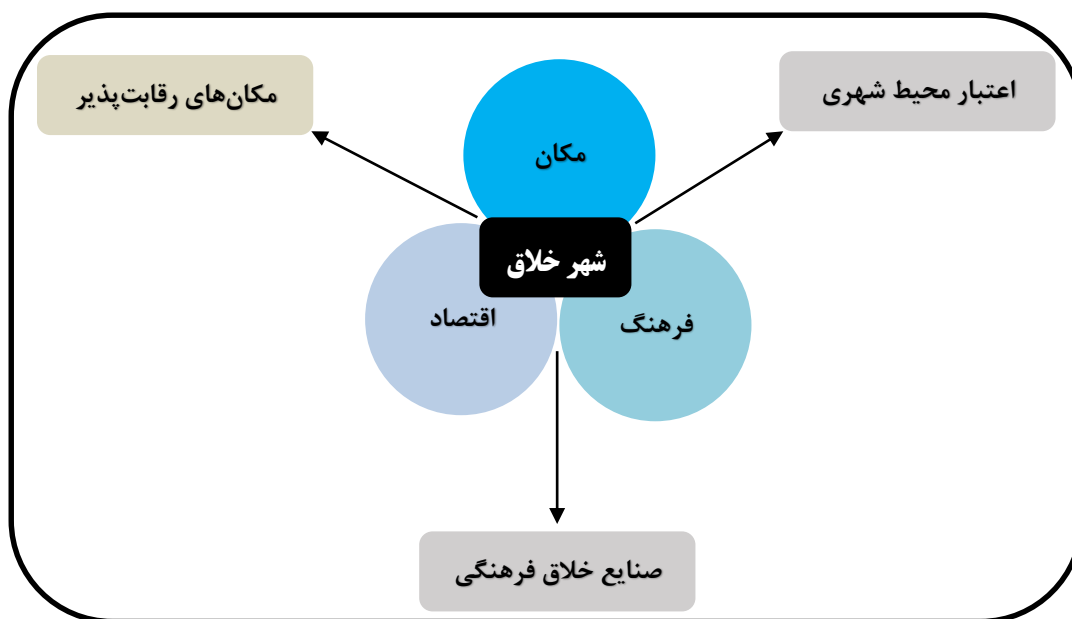 اعتبار محیط شهری
مکان‌های رقابت‌پذیر
مکان
شهر خلاق
فرهنگ
اقتصاد
صنایع خلاق فرهنگی